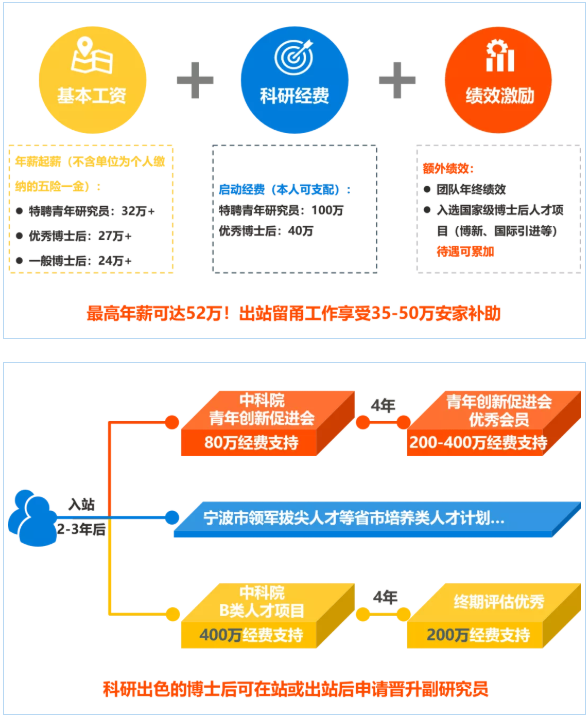 基本工资
科研经费
绩效激励
年薪起薪（不含单位为个人缴
纳的五险一金）：
● 特聘青年研究员：32万+
● 优秀博士后：27万+
● 一般博士后：24万+
启动经费（本人可支配）：
特聘青年研究员：100万
优秀博士后：40万
额外绩效：
● 团队年终绩效
● 入选国家级博士后人才项
目（博新、国际引进等）
待遇可累加
最高年薪可达52万！出站留甬工作享受35-50万安家补助
中科院
青年创新促进会
80万经费支持
4年
青年创新促进会
优秀会员
200-400万经费支持
入站
2-3年后
宁波市领军拔尖人才等省市培养类人才计划...
中科院
B类人才项目
400万经费支持
4年
终期评估优秀
200万经费支持
科研出色的博士后可在站或出站后申请晋升副研究员